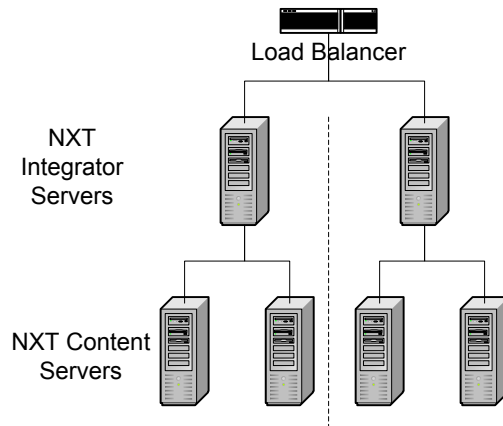 Load Balancer
NXT
Integrator
Servers
NXT Content
Servers